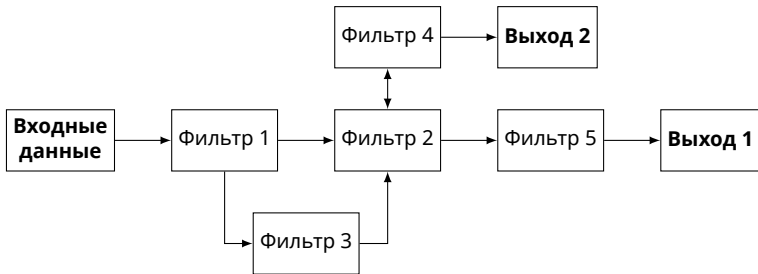 Фильтр 4
Выход 2
Входные
данные
Фильтр 1
Фильтр 2
Фильтр 5
Выход 1
Фильтр 3